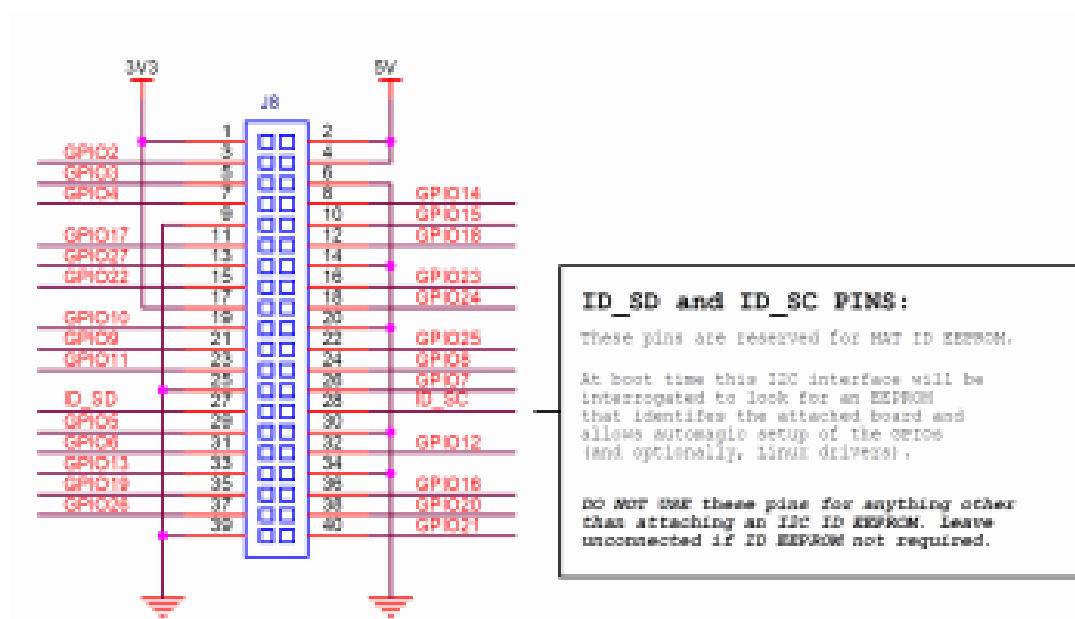 3V3 5V
J8
1 2
GPIO2 3 4
GPIO3 5 6
GPIO4 7 8 GPIO14
9 10 GPIO15
GPIO17 11 12 GPIO18
GPIO27 13 14
GPIO22 15 16 GPIO23
17 18 GPIO24
GPIO10 19 20
GPIO9 21 22 GPIO25
GPIO11 23 24 GPIO8
25 26 GPIO7
ID_SD 27 28 ID_SC
GPIO5 29 30
GPIO6 31 32 GPIO12
GPIO13 33 34
GPIO19 35 36 GPIO16
GPIO26 37 38 GPIO20
39 40 GPIO21
ID_SD and ID_SC PINS:
These pins are reserved for HAT ID EEPROM.
At boot time this I2C interface will be
interrogated to look for an EEPROM
that identifes the attached board and
allows automagic setup of the GPIOs
(and optionally, Linux drivers).
DO NOT USE these pins for anything other
than attaching an I2C ID EEPROM. Leave
unconnected if ID EEPROM not required.